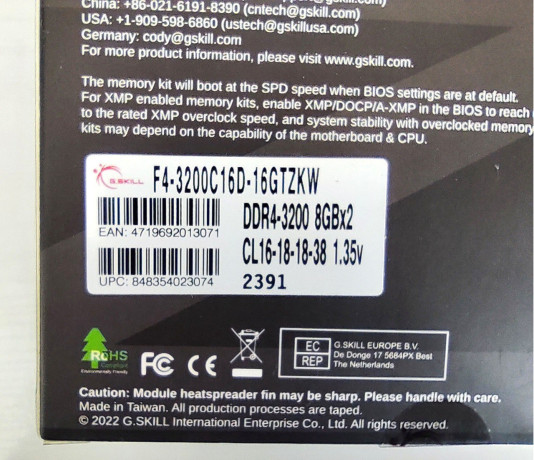 China: +86-021-6191-8390 (cntech@gskill.com)
USA: +1-909-598-6860 (ustech@gskillusa.com)
Germany: cody@gskill.com
For more product information, please visit www.gskill.com.
The memory kit will boot at the SPD speed when BIOS settings are at default.
For XMP enabled memory kits, enable XMP/DOCP/A-XMP in the BIOS to reach
to the rated XMP overclock speed, and system stability with overclocked memory
kits may depend on the capability of the motherboard & CPU.
G.SKILL F4-3200C16D-16GTZKW
DDR4-3200 8GBx2
EAN: 4719692013071
CL16-18-18-38 1.35v
UPC: 848354023074
2391
RoHS
Compliant
Environmentally Friendly
FC CE
EC REP
G.SKILL EUROPE B.V.
De Donge 17 5684PX Best
The Netherlands
Caution: Module heatspreader fin may be sharp. Please handle with care.
Made in Taiwan. All production processes are taped.
© 2022 G.SKILL International Enterprise Co., Ltd. All rights reserved.